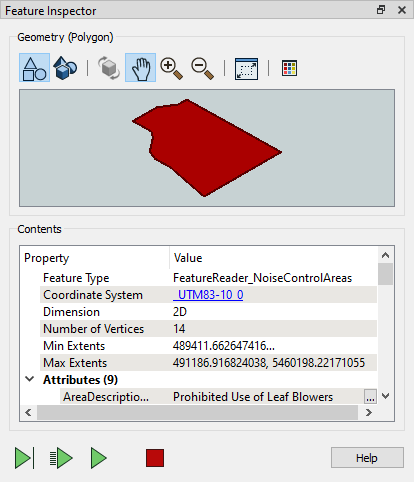 Feature Inspector
Geometry (Polygon)
Contents
Property Value
Feature Type FeatureReader_NoiseControlAreas
Coordinate System _UTM83-10_0
Dimension 2D
Number of Vertices 14
Min Extents 489411.662647416...
Max Extents 491186.916824038, 5460198.22171055
Attributes (9)
AreaDescriptio... Prohibited Use of Leaf Blowers ...
Help